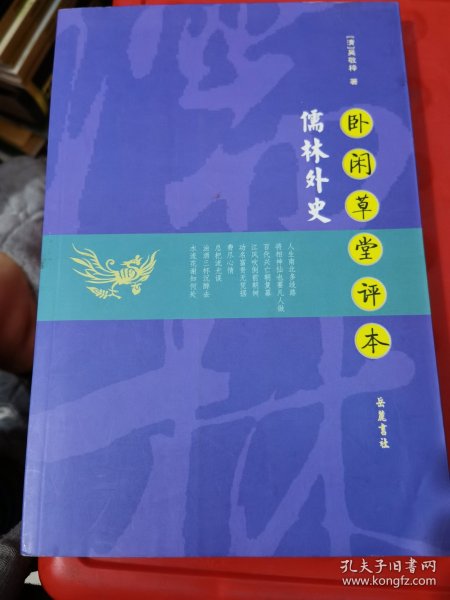 [清]吴敬梓 著
卧闲草堂评本
儒林外史
人生南北多歧路
将相神仙也要凡人做
百代兴亡朝复暮
江风吹倒前朝树
功名富贵无凭据
费尽心情
总把流光误
浊酒三杯沉醉去
水流花谢知何处
岳麓书社
孔夫子旧书网
www.kongfz.com